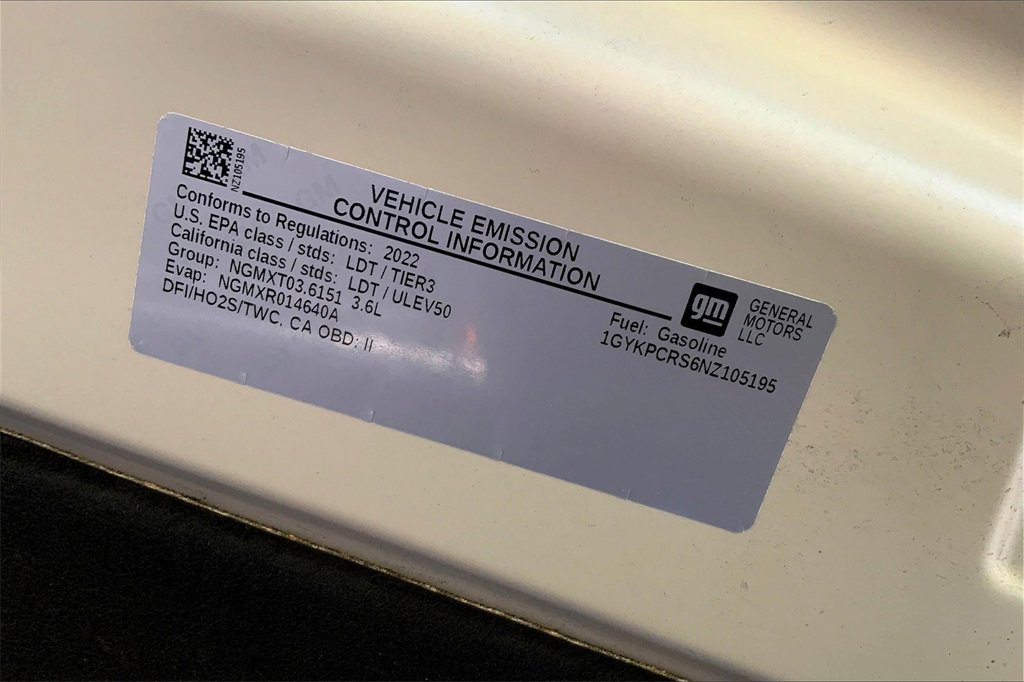 NZ105195
VEHICLE EMISSION
CONTROL INFORMATION
Conforms to Regulations: 2022
U.S. EPA class / stds: LDT / TIER3
California class / stds: LDT / ULEV50
Group: NGMXT03.6151 3.6L
Evap: NGMXR014640A
DFI/HO2S/TWC, CA OBD: II
gm
GENERAL
MOTORS
LLC
Fuel: Gasoline
1GYKPCRS6NZ105195